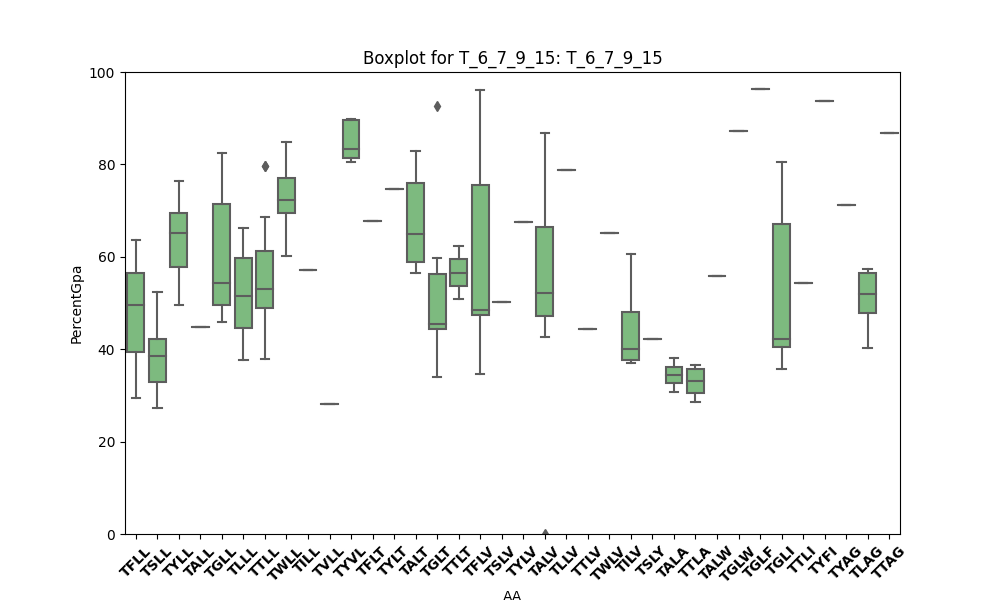 Boxplot for T_6_7_9_15: T_6_7_9_15
100
80
60
40
20
0
PercentGpa
TFLL TSLL TYLL TALL TGLL TLLL TTLL TWLL TILL TVLL TYVL TFLT TYLT TALT TGLT TTLT TFLV TSLV TYLV TALV TLLV TTLV TWLV TILV TSLY TALA TTLA TALW TGLW TGLF TGLI TTLI TYFI TYAG TLAG TTAG
AA